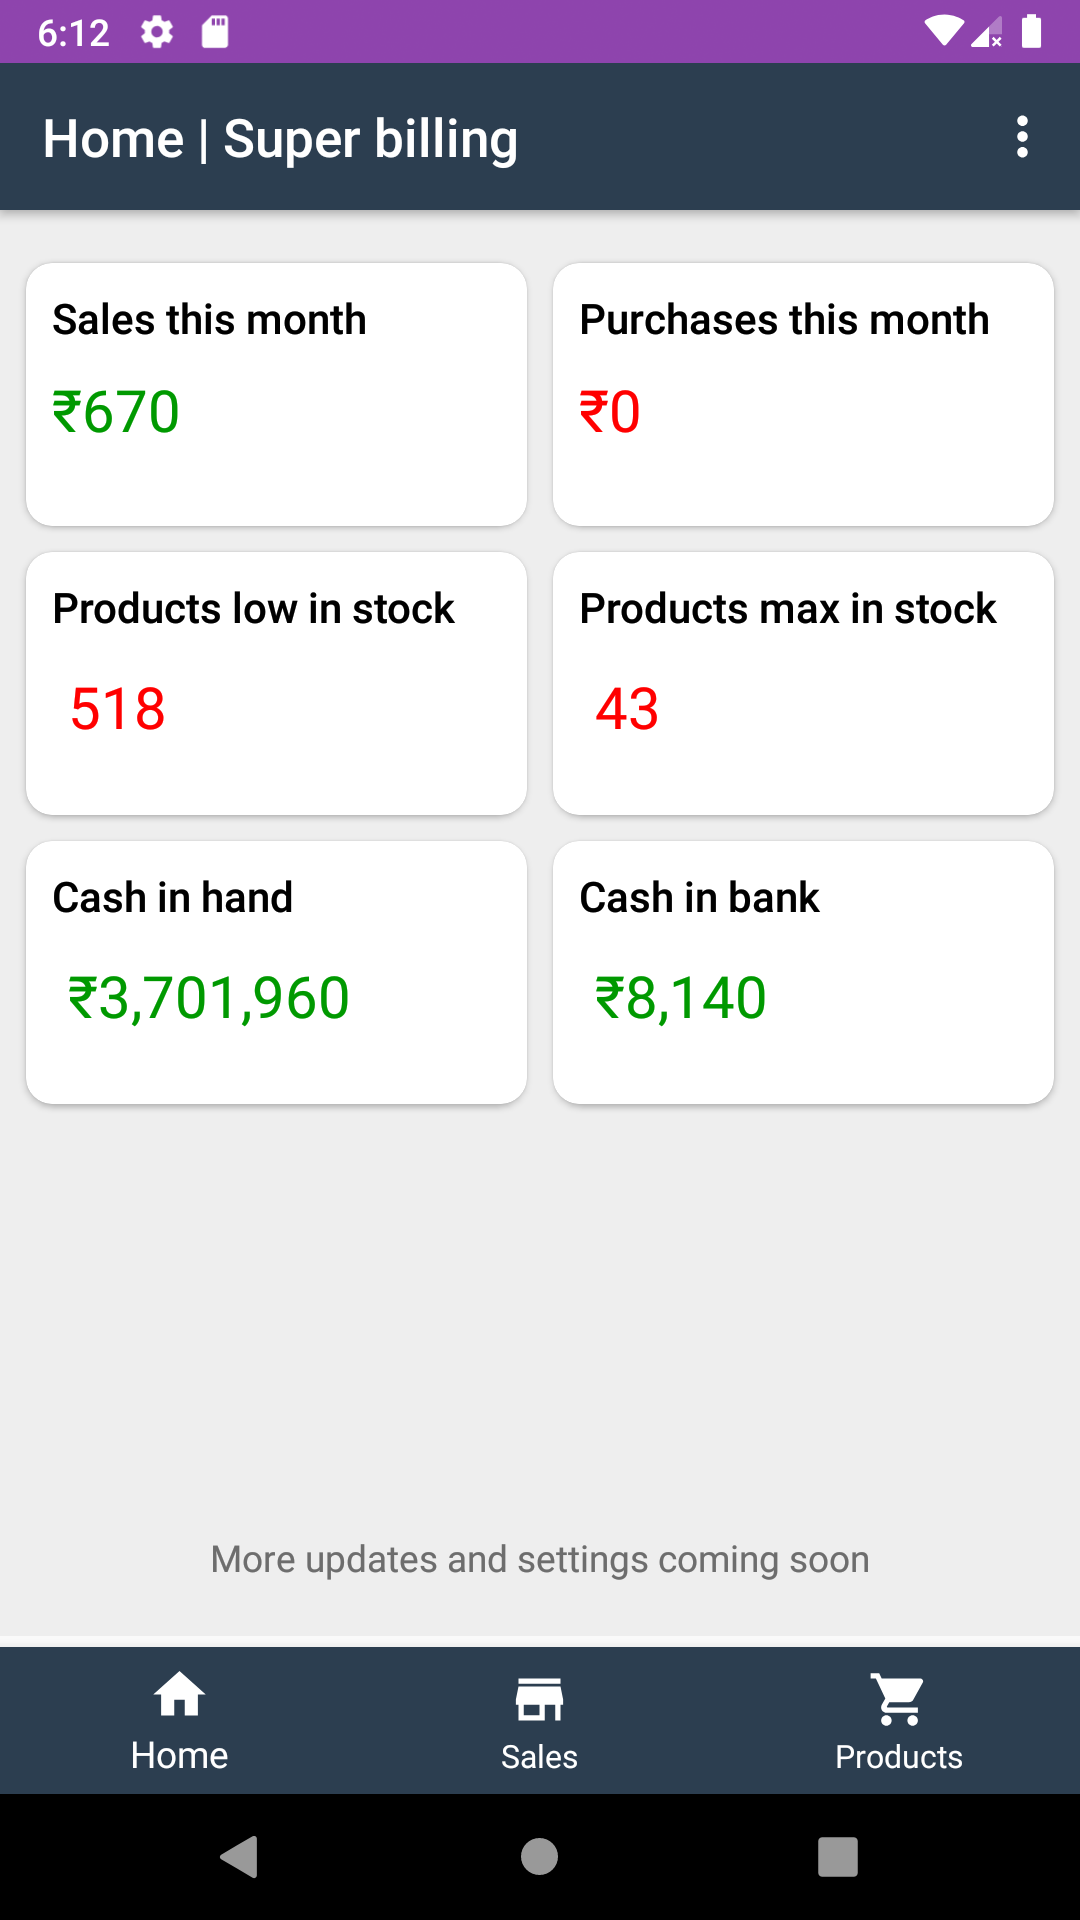 6:12
Home | Super billing
Sales this month
₹670
Purchases this month
₹0
Products low in stock
518
Products max in stock
43
Cash in hand
₹3,701,960
Cash in bank
₹8,140
More updates and settings coming soon
Home
Sales
Products